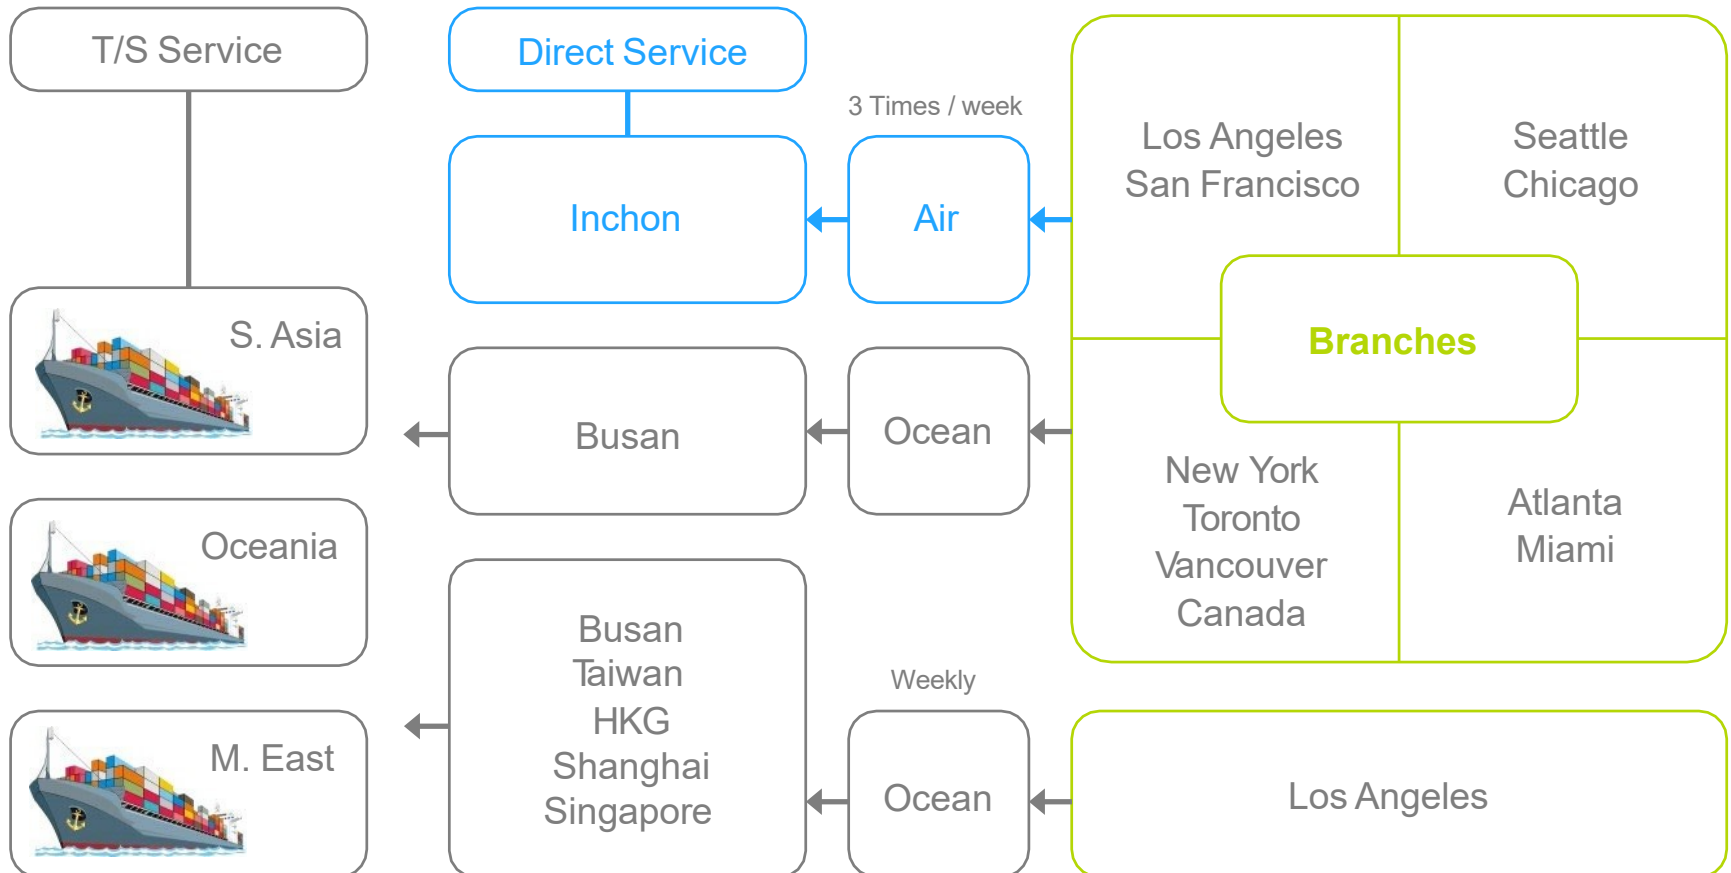 T/S Service
Direct Service
3 Times / week
Los Angeles
San Francisco
Seattle
Chicago
Inchon
Air
Branches
S. Asia
Busan
Ocean
New York
Toronto
Vancouver
Canada
Atlanta
Miami
Oceania
Busan
Taiwan
HKG
Shanghai
Singapore
Weekly
M. East
Ocean
Los Angeles